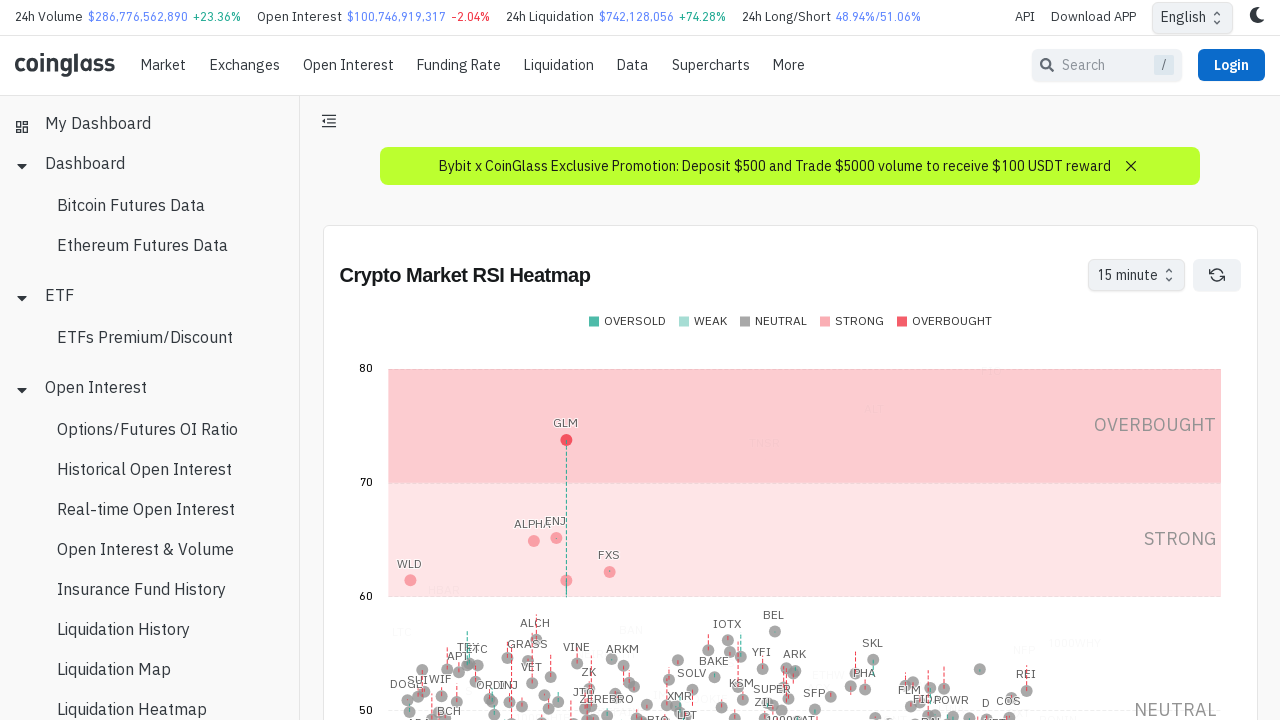 24h Volume $286,776,562,890 +23.36% Open Interest $100,746,919,317 -2.04% 24h Liquidation $742,128,056 +74.28% 24h Long/Short 48.94%/51.06% API Download APP English
coinglass Market Exchanges Open Interest Funding Rate Liquidation Data Supercharts More Search / Login
My Dashboard
Dashboard
Bitcoin Futures Data
Ethereum Futures Data
ETF
ETFs Premium/Discount
Open Interest
Options/Futures OI Ratio
Historical Open Interest
Real-time Open Interest
Open Interest & Volume
Insurance Fund History
Liquidation History
Liquidation Map
Liquidation Heatmap
Bybit x CoinGlass Exclusive Promotion: Deposit $500 and Trade $5000 volume to receive $100 USDT reward
Crypto Market RSI Heatmap 15 minute
OVERSOLD WEAK NEUTRAL STRONG OVERBOUGHT
80
GLM
OVERBOUGHT
70
ALPHA ENJ
STRONG
FXS
WLD
60
BEL
ALCH IOTX
GRASS VINE ARKM YFI SKL
APT ETC ARK
BAKE
VET ZK SOLV PHA REI
SUI WIF ORDI INJ KSM SUPER SFP FLM
ZEREBRO XMR ZIL POWR D COS
50 BCH NEUTRAL